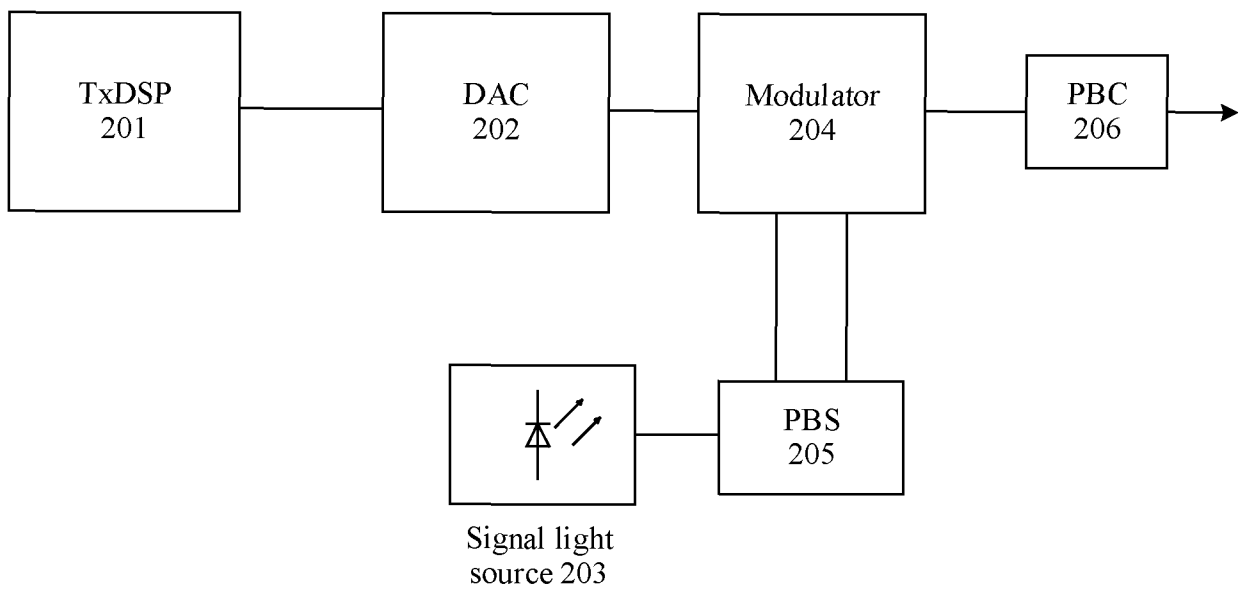 TxDSP
201
DAC
202
Modulator
204
PBC
206
PBS
205
Signal light
source 203